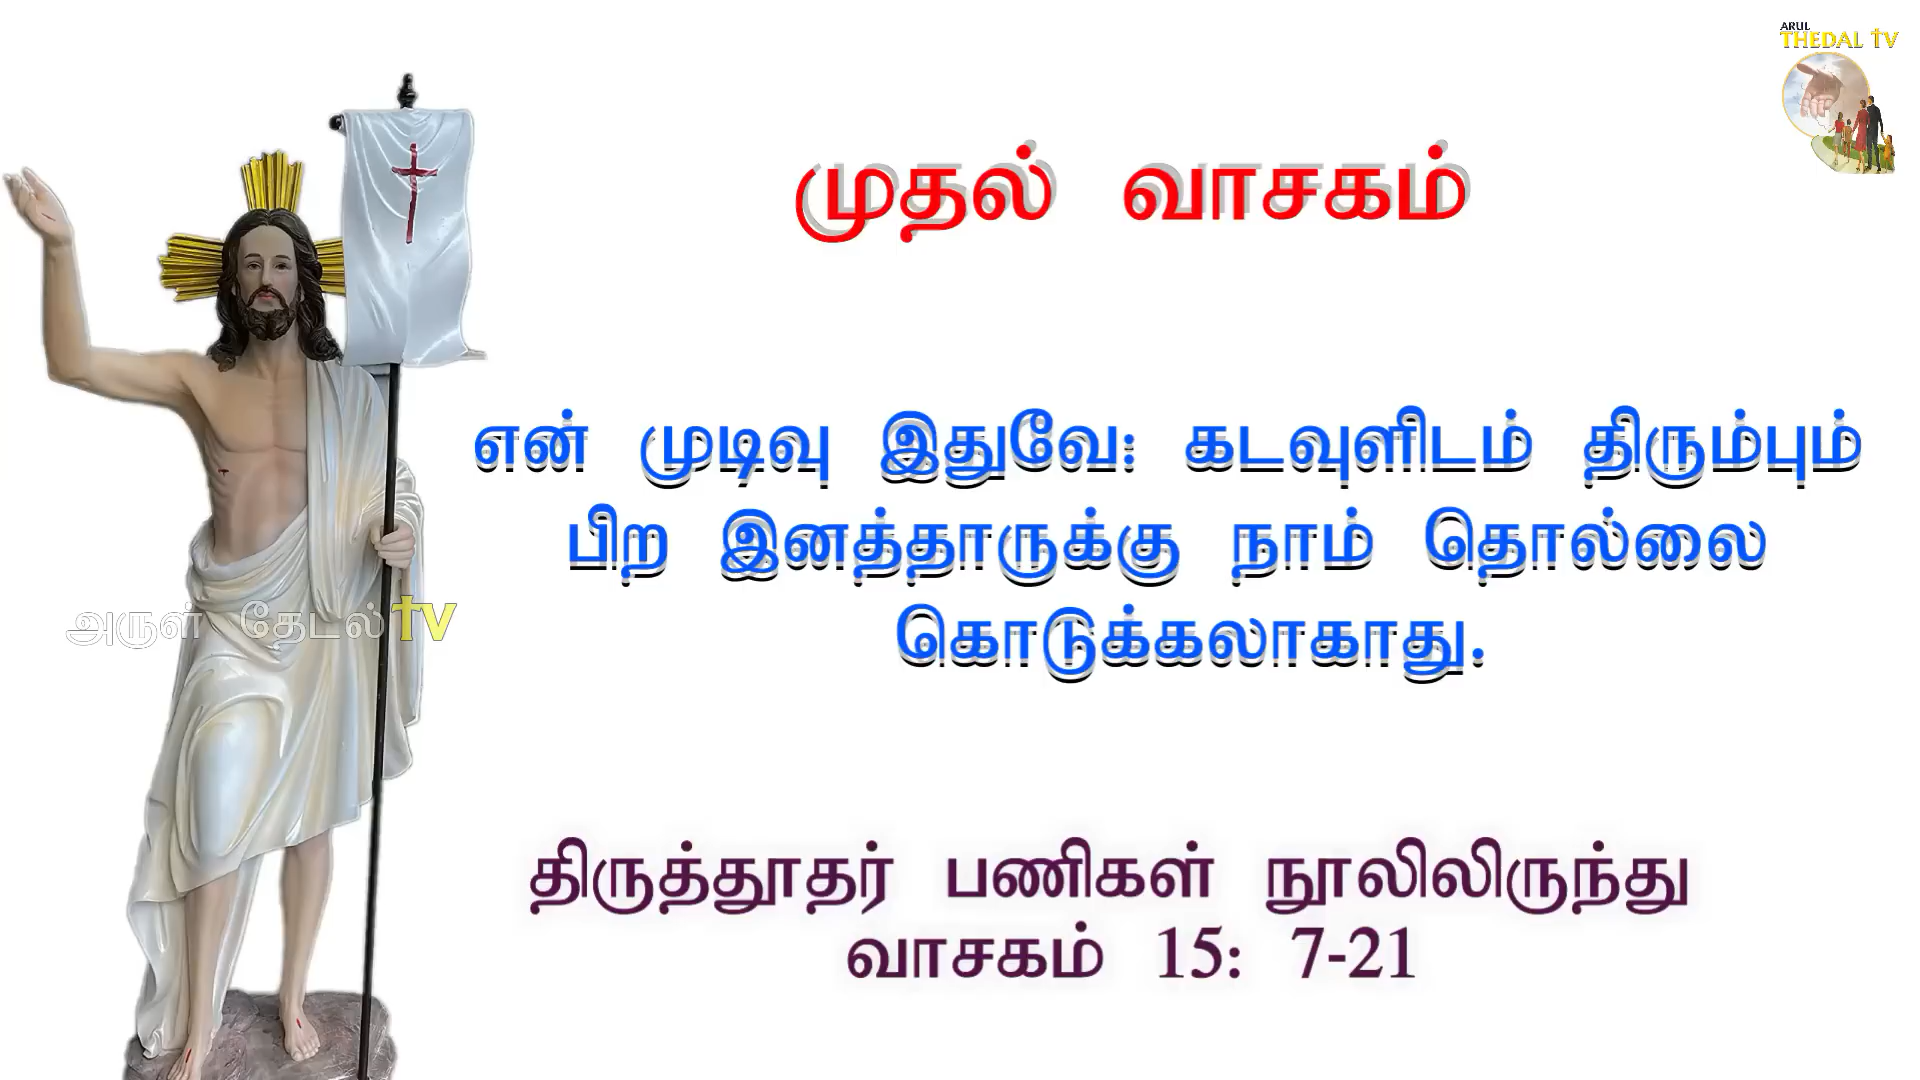 ARUL
THEDAL TV
முதல் வாசகம்
என் முடிவு இதுவே: கடவுளிடம் திரும்பும்
பிற இனத்தாருக்கு நாம் தொல்லை
கொடுக்கலாகாது.
அருள் தேடல் TV
திருத்தூதர் பணிகள் நூலிலிருந்து
வாசகம் 15: 7-21